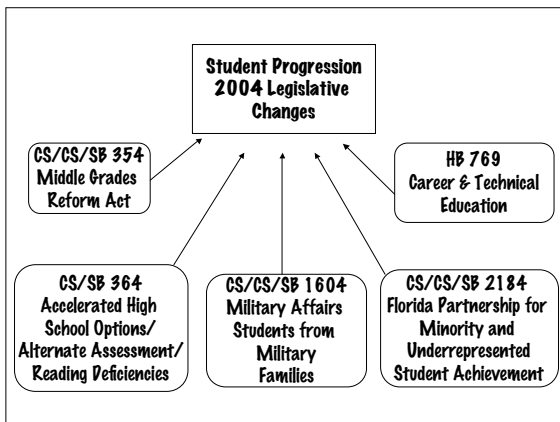 Student Progression
2004 Legislative
Changes
CS/CS/SB 354
Middle Grades
Reform Act
HB 769
Career & Technical
Education
CS/SB 364
Accelerated High
School Options/
Alternate Assessment/
Reading Deficiencies
CS/CS/SB 1604
Military Affairs
Students from
Military
Families
CS/CS/SB 2184
Florida Partnership for
Minority and
Underrepresented
Student Achievement